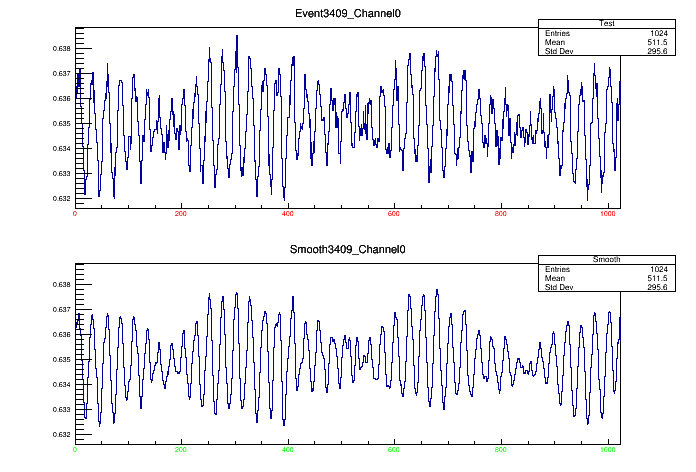 Event3409_Channel0
Test
Entries 1024
Mean 511.5
Std Dev 295.6
0.638
0.637
0.636
0.635
0.634
0.633
0.632
0 200 400 600 800 1000
Smooth3409_Channel0
Smooth
Entries 1024
Mean 511.5
Std Dev 295.6
0.638
0.637
0.636
0.635
0.634
0.633
0.632
0 200 400 600 800 1000